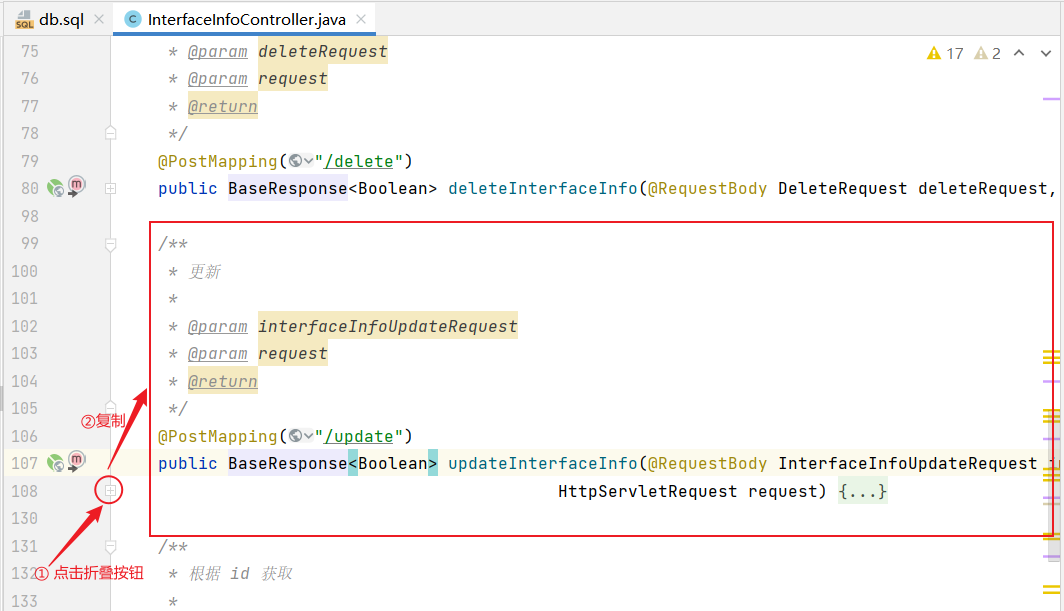 db.sql InterfaceInfoController.java
17 2
75 * @param deleteRequest
76 * @param request
77 * @return
78 */
79 @PostMapping("/delete")
80 public BaseResponse<Boolean> deleteInterfaceInfo(@RequestBody DeleteRequest deleteRequest,
98
99 /**
100 * 更新
101 *
102 * @param interfaceInfoUpdateRequest
103 * @param request
104 * @return
105 */
②复制
106 @PostMapping("/update")
107 public BaseResponse<Boolean> updateInterfaceInfo(@RequestBody InterfaceInfoUpdateRequest
108 HttpServletRequest request) {...}
130
131 /**
① 点击折叠按钮
132 * 根据 id 获取
133 *